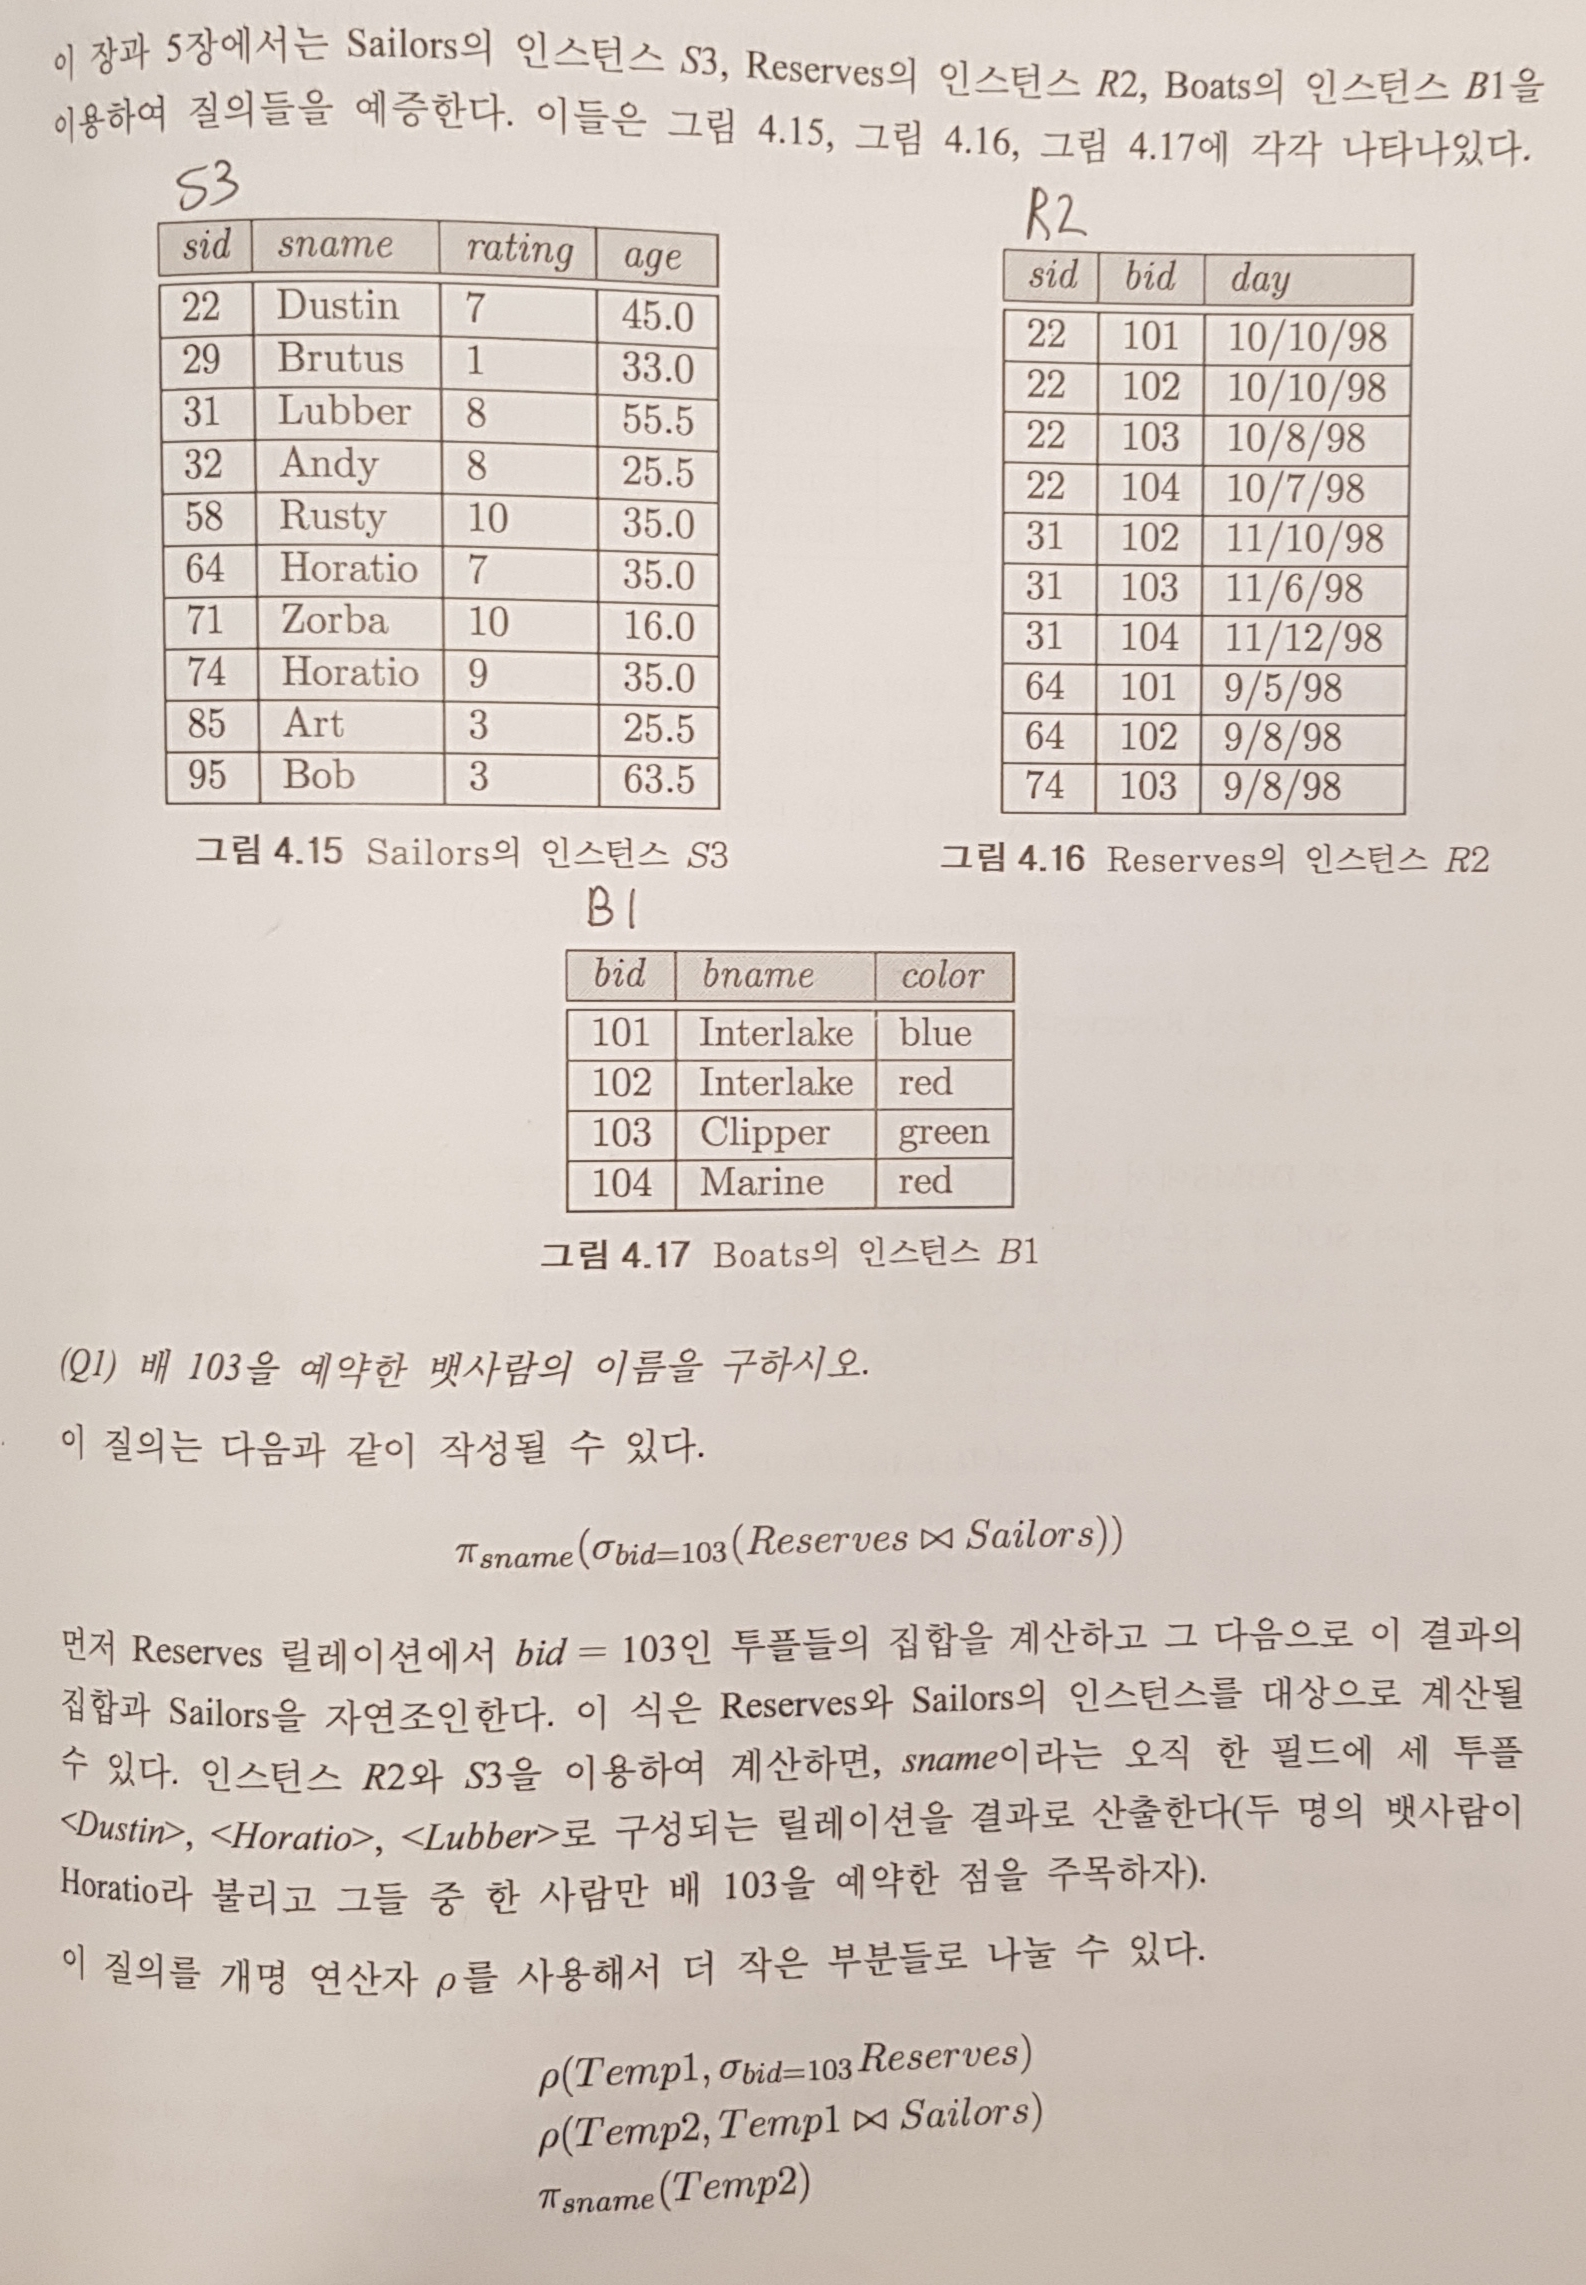 이 장과 5장에서는 Sailors의 인스턴스 S3, Reserves의 인스턴스 R2, Boats의 인스턴스 B1을
이용하여 질의들을 예증한다. 이들은 그림 4.15, 그림 4.16, 그림 4.17에 각각 나타나있다.
S3
sid sname rating age
22 Dustin 7 45.0
29 Brutus 1 33.0
31 Lubber 8 55.5
32 Andy 8 25.5
58 Rusty 10 35.0
64 Horatio 7 35.0
71 Zorba 10 16.0
74 Horatio 9 35.0
85 Art 3 25.5
95 Bob 3 63.5
그림 4.15 Sailors의 인스턴스 S3
R2
sid bid day
22 101 10/10/98
22 102 10/10/98
22 103 10/8/98
22 104 10/7/98
31 102 11/10/98
31 103 11/6/98
31 104 11/12/98
64 101 9/5/98
64 102 9/8/98
74 103 9/8/98
그림 4.16 Reserves의 인스턴스 R2
B1
bid bname color
101 Interlake blue
102 Interlake red
103 Clipper green
104 Marine red
그림 4.17 Boats의 인스턴스 B1
(Q1) 배 103을 예약한 뱃사람의 이름을 구하시오.
이 질의는 다음과 같이 작성될 수 있다.
πsname(σbid=103(Reserves ⋈ Sailors))
먼저 Reserves 릴레이션에서 bid = 103인 투플들의 집합을 계산하고 그 다음으로 이 결과의
집합과 Sailors을 자연조인한다. 이 식은 Reserves와 Sailors의 인스턴스를 대상으로 계산될
수 있다. 인스턴스 R2와 S3을 이용하여 계산하면, sname이라는 오직 한 필드에 세 투플
<Dustin>, <Horatio>, <Lubber>로 구성되는 릴레이션을 결과로 산출한다(두 명의 뱃사람이
Horatio라 불리고 그들 중 한 사람만 배 103을 예약한 점을 주목하자).
이 질의를 개명 연산자 ρ를 사용해서 더 작은 부분들로 나눌 수 있다.
ρ(Temp1, σbid=103 Reserves)
ρ(Temp2, Temp1 ⋈ Sailors)
πsname(Temp2)